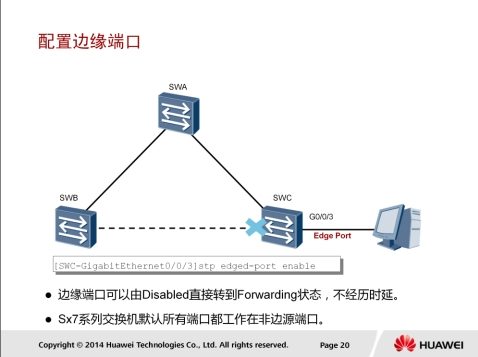 配置边缘端口
SWA
SWB
SWC
G0/0/3
Edge Port
[SWC-GigabitEthernet0/0/3]stp edged-port enable
● 边缘端口可以由Disabled直接转到Forwarding状态，不经历时延。
● Sx7系列交换机默认所有端口都工作在非边源端口。
Copyright © 2014 Huawei Technologies Co., Ltd. All rights reserved.
Page 20
HUAWEI